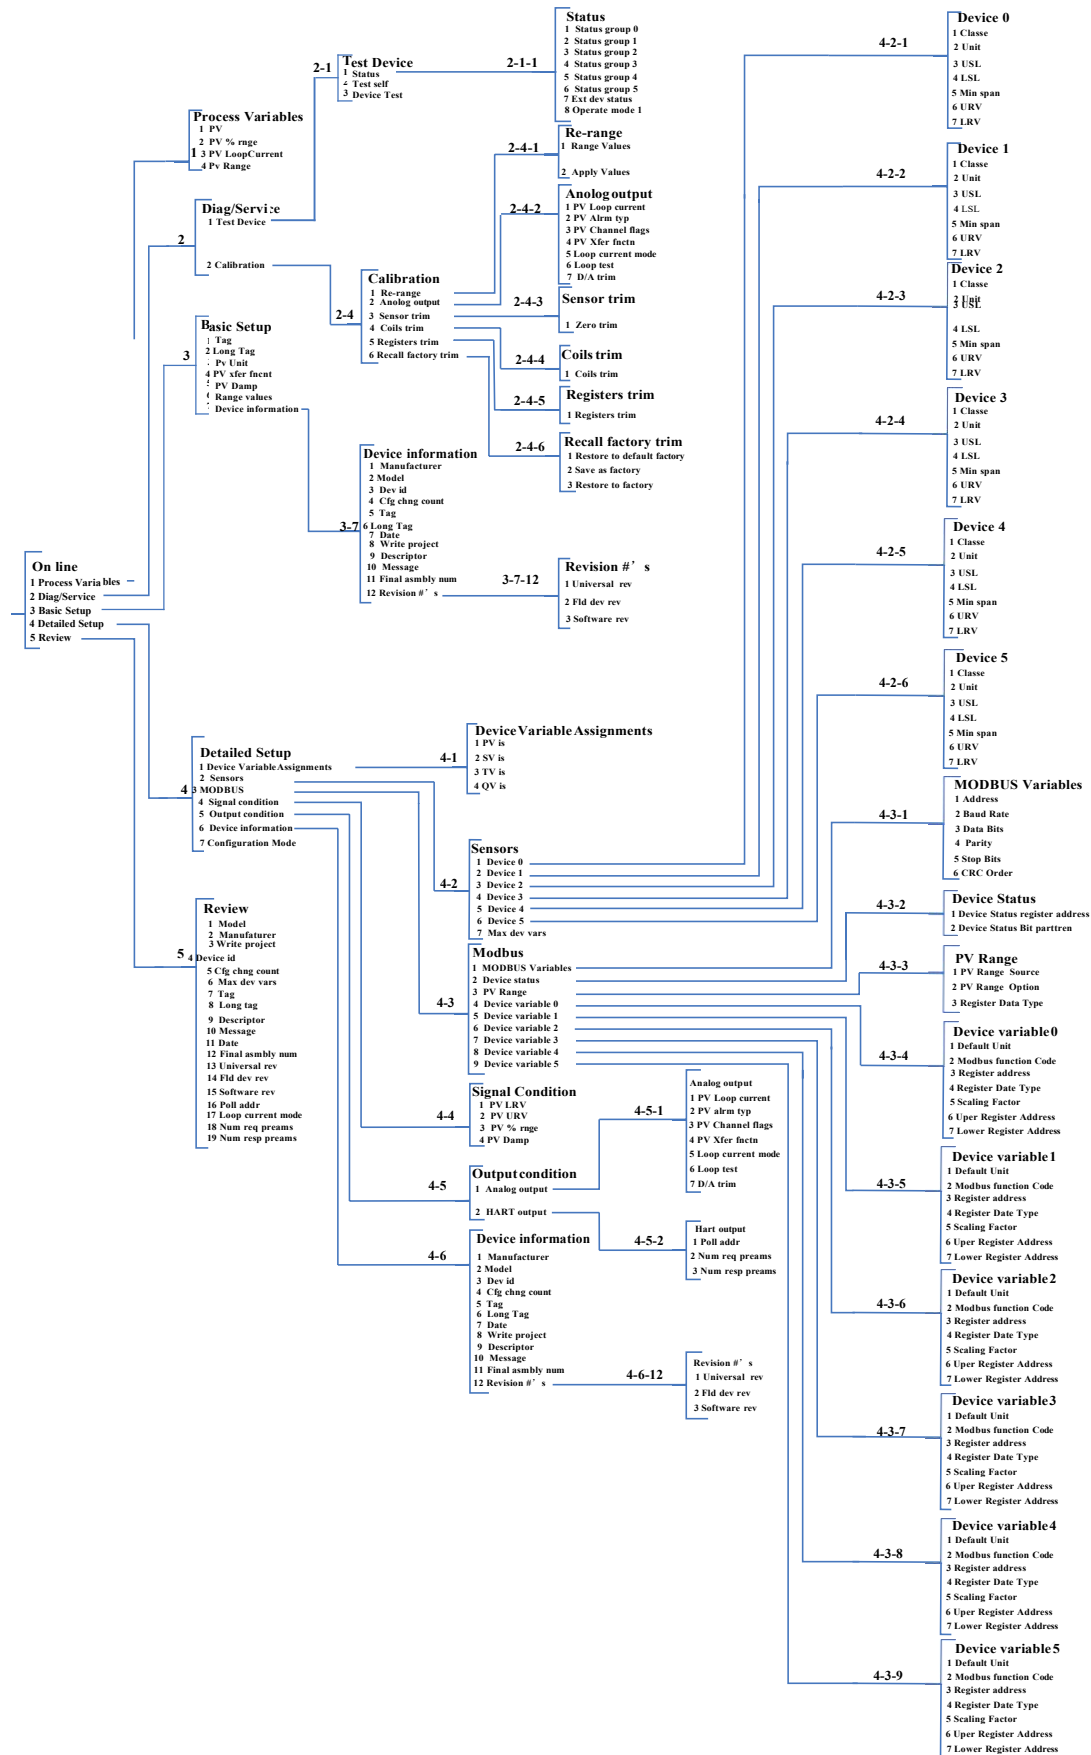 On line
1 Process Variables
2 Diag/Service
3 Basic Setup
4 Detailed Setup
5 Review
1
Process Variables
1 PV
2 PV % rnge
3 PV LoopCurrent
4 Pv Range
2
Diag/Service
1 Test Device
2 Calibration
2-1
Test Device
1 Status
2 Test self
3 Device Test
2-1-1
Status
1 Status group 0
2 Status group 1
3 Status group 2
4 Status group 3
5 Status group 4
6 Status group 5
7 Ext dev status
8 Operate mode 1
2-4
Calibration
1 Re-range
2 Anolog output
3 Sensor trim
4 Coils trim
5 Registers trim
6 Recall factory trim
2-4-1
Re-range
1 Range Values
2 Apply Values
2-4-2
Anolog output
1 PV Loop current
2 PV Alrm typ
3 PV Channel flags
4 PV Xfer fnctn
5 Loop current mode
6 Loop test
7 D/A trim
2-4-3
Sensor trim
1 Zero trim
2-4-4
Coils trim
1 Coils trim
2-4-5
Registers trim
1 Registers trim
2-4-6
Recall factory trim
1 Restore to default factory
2 Save as factory
3 Restore to factory
3
Basic Setup
Tag
2 Long Tag
Pv Unit
4 PV xfer fncnt
PV Damp
Range values
Device information
3-7
Device information
1 Manufacturer
2 Model
3 Dev id
4 Cfg chng count
5 Tag
6 Long Tag
7 Date
8 Write project
9 Descriptor
10 Message
11 Final asmbly num
12 Revision #’ s
3-7-12
Revision #’ s
1 Universal rev
2 Fld dev rev
3 Software rev
4
Detailed Setup
1 Device Variable Assignments
2 Sensors
3 MODBUS
4 Signal condition
5 Output condition
6 Device information
7 Configuration Mode
4-1
Device Variable Assignments
1 PV is
2 SV is
3 TV is
4 QV is
4-2
Sensors
1 Device 0
2 Device 1
3 Device 2
4 Device 3
5 Device 4
6 Device 5
7 Max dev vars
4-3
Modbus
1 MODBUS Variables
2 Device status
3 PV Range
4 Device variable 0
5 Device variable 1
6 Device variable 2
7 Device variable 3
8 Device variable 4
9 Device variable 5
4-4
Signal Condition
1 PV LRV
2 PV URV
3 PV % rnge
4 PV Damp
4-5
Output condition
1 Analog output
2 HART output
4-5-1
Analog output
1 PV Loop current
2 PV alrm typ
3 PV Channel flags
4 PV Xfer fnctn
5 Loop current mode
6 Loop test
7 D/A trim
4-5-2
Hart output
1 Poll addr
2 Num req preams
3 Num resp preams
4-6
Device information
1 Manufacturer
2 Model
3 Dev id
4 Cfg chng count
5 Tag
6 Long Tag
7 Date
8 Write project
9 Descriptor
10 Message
11 Final asmbly num
12 Revision #’ s
4-6-12
Revision #’ s
1 Universal rev
2 Fld dev rev
3 Software rev
5
Review
1 Model
2 Manufaturer
3 Write project
4 Device id
5 Cfg chng count
6 Max dev vars
7 Tag
8 Long tag
9 Descriptor
10 Message
11 Date
12 Final asmbly num
13 Universal rev
14 Fld dev rev
15 Software rev
16 Poll addr
17 Loop current mode
18 Num req preams
19 Num resp preams
4-2-1
Device 0
1 Classe
2 Unit
3 USL
4 LSL
5 Min span
6 URV
7 LRV
4-2-2
Device 1
1 Classe
2 Unit
3 USL
4 LSL
5 Min span
6 URV
7 LRV
4-2-3
Device 2
1 Classe
2 Unit
3 USL
4 LSL
5 Min span
6 URV
7 LRV
4-2-4
Device 3
1 Classe
2 Unit
3 USL
4 LSL
5 Min span
6 URV
7 LRV
4-2-5
Device 4
1 Classe
2 Unit
3 USL
4 LSL
5 Min span
6 URV
7 LRV
4-2-6
Device 5
1 Classe
2 Unit
3 USL
4 LSL
5 Min span
6 URV
7 LRV
4-3-1
MODBUS Variables
1 Address
2 Baud Rate
3 Data Bits
4 Parity
5 Stop Bits
6 CRC Order
4-3-2
Device Status
1 Device Status register address
2 Device Status Bit parttren
4-3-3
PV Range
1 PV Range Source
2 PV Range Option
3 Register Data Type
4-3-4
Device variable0
1 Default Unit
2 Modbus function Code
3 Register address
4 Register Date Type
5 Scaling Factor
6 Uper Register Address
7 Lower Register Address
4-3-5
Device variable1
1 Default Unit
2 Modbus function Code
3 Register address
4 Register Date Type
5 Scaling Factor
6 Uper Register Address
7 Lower Register Address
4-3-6
Device variable2
1 Default Unit
2 Modbus function Code
3 Register address
4 Register Date Type
5 Scaling Factor
6 Uper Register Address
7 Lower Register Address
4-3-7
Device variable3
1 Default Unit
2 Modbus function Code
3 Register address
4 Register Date Type
5 Scaling Factor
6 Uper Register Address
7 Lower Register Address
4-3-8
Device variable4
1 Default Unit
2 Modbus function Code
3 Register address
4 Register Date Type
5 Scaling Factor
6 Uper Register Address
7 Lower Register Address
4-3-9
Device variable5
1 Default Unit
2 Modbus function Code
3 Register address
4 Register Date Type
5 Scaling Factor
6 Uper Register Address
7 Lower Register Address